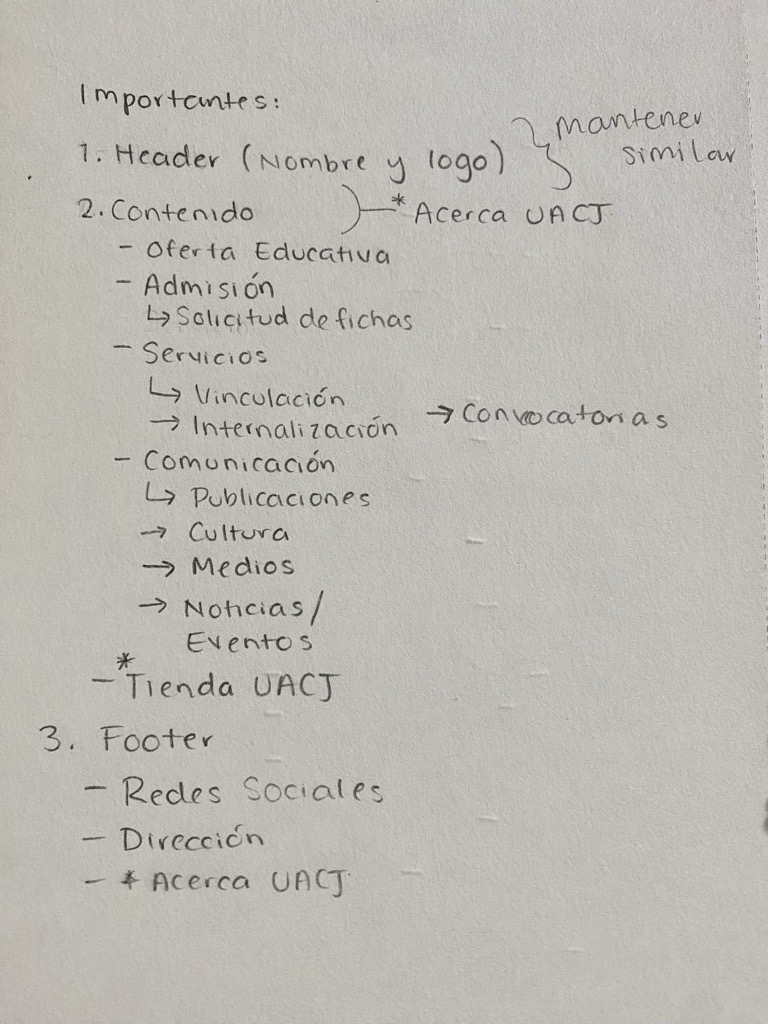 Importantes:
1. Header (Nombre y logo) } mantener
similar
2. Contenido )—* Acerca UACJ
- Oferta Educativa
- Admisión
↳ Solicitud de fichas
- Servicios
↳ Vinculación
→ Internalización → Convocatorias
- Comunicación
↳ Publicaciones
→ Cultura
→ Medios
→ Noticias/
Eventos
- *Tienda UACJ
3. Footer
- Redes Sociales
- Dirección
- * Acerca UACJ